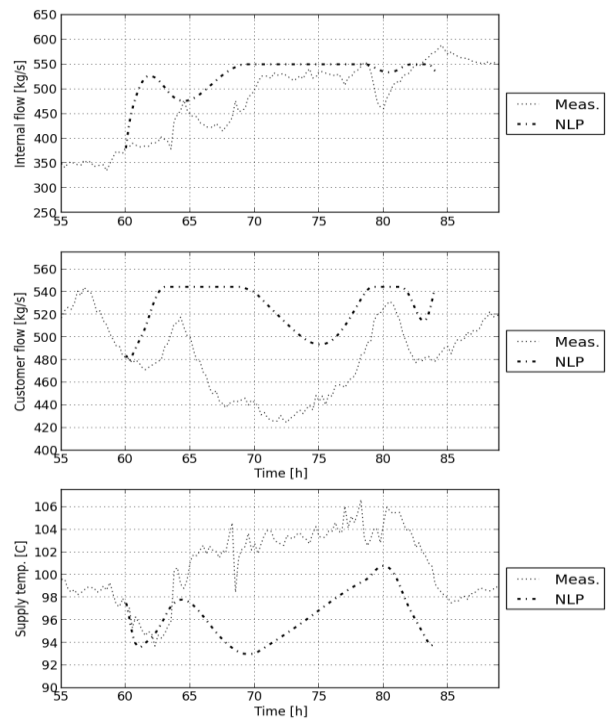 Internal flow [kg/s]
650
600
550
500
450
400
350
300
250
55 60 65 70 75 80 85
Meas.
NLP
Customer flow [kg/s]
560
540
520
500
480
460
440
420
400
55 60 65 70 75 80 85
Time [h]
Meas.
NLP
Supply temp. [C]
106
104
102
100
98
96
94
92
90
55 60 65 70 75 80 85
Time [h]
Meas.
NLP